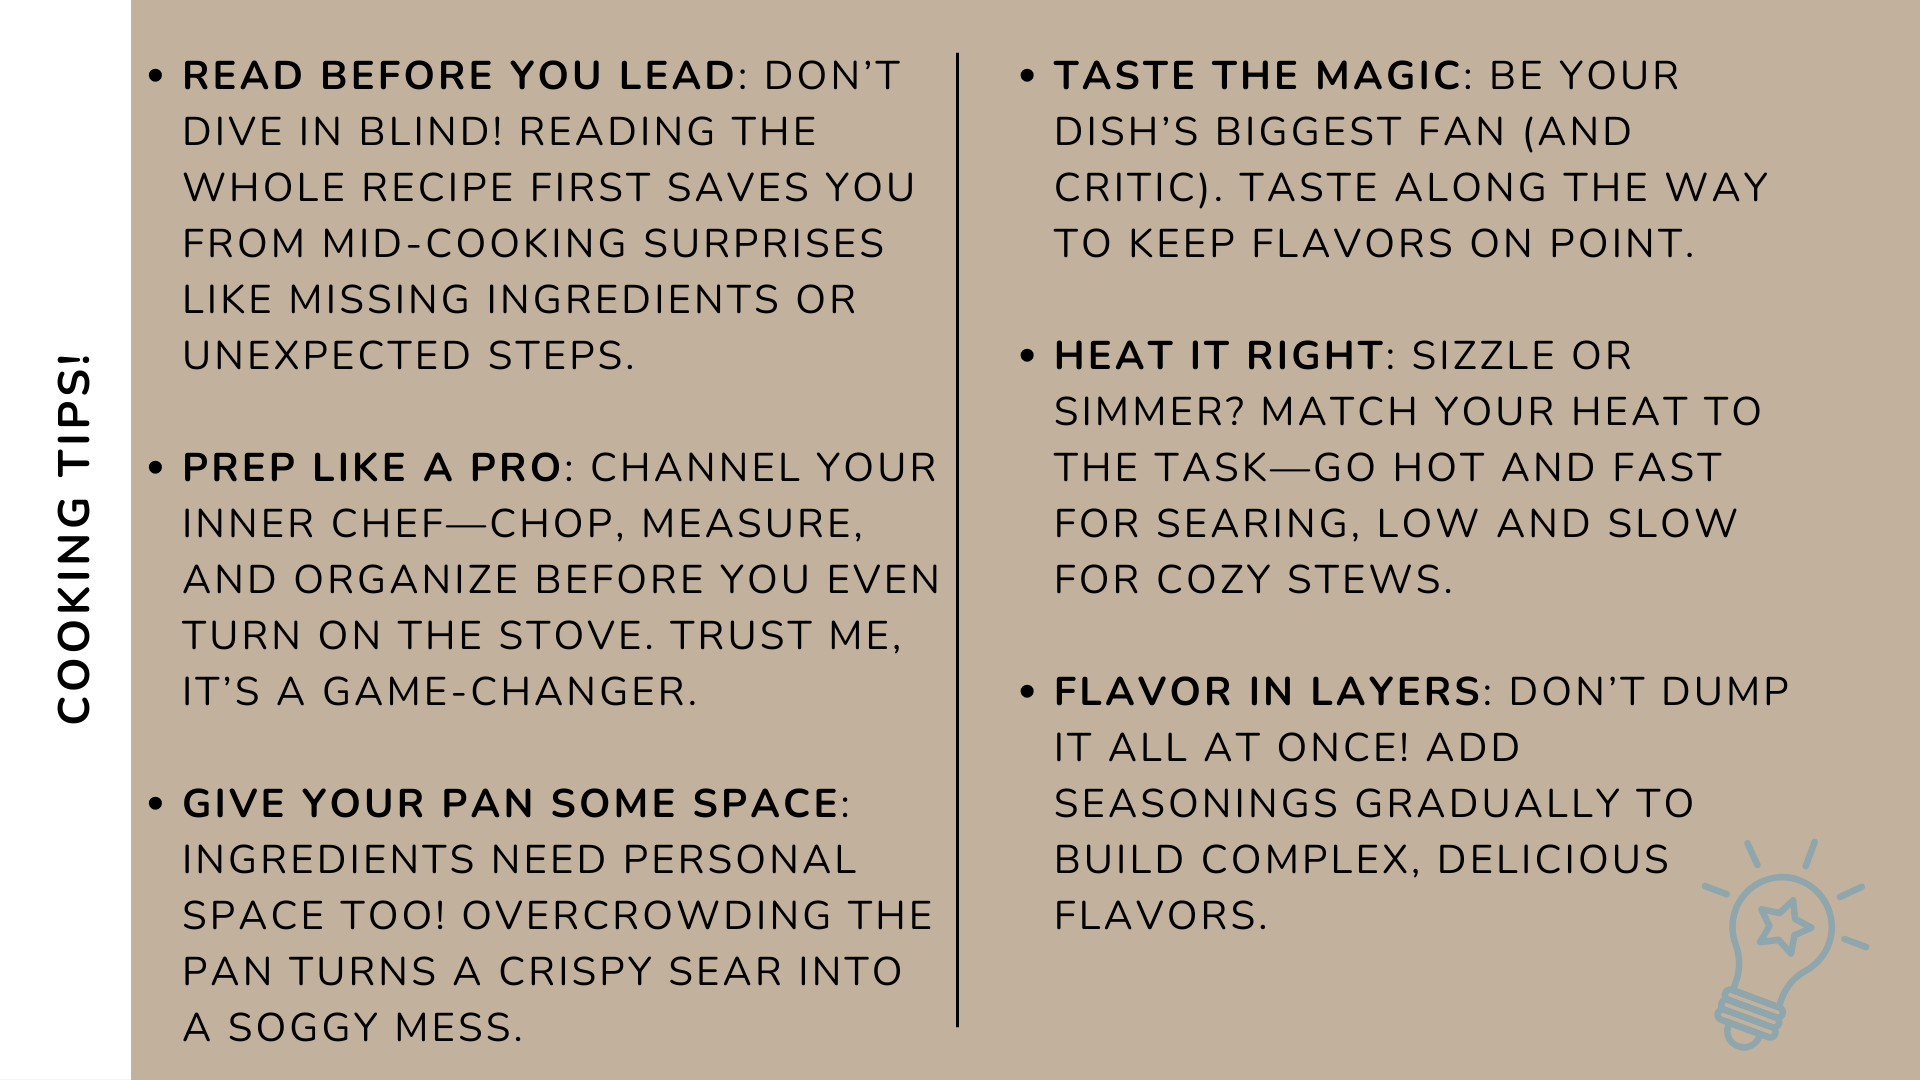 COOKING TIPS!
• READ BEFORE YOU LEAD: DON’T
DIVE IN BLIND! READING THE
WHOLE RECIPE FIRST SAVES YOU
FROM MID-COOKING SURPRISES
LIKE MISSING INGREDIENTS OR
UNEXPECTED STEPS.
• PREP LIKE A PRO: CHANNEL YOUR
INNER CHEF—CHOP, MEASURE,
AND ORGANIZE BEFORE YOU EVEN
TURN ON THE STOVE. TRUST ME,
IT’S A GAME-CHANGER.
• GIVE YOUR PAN SOME SPACE:
INGREDIENTS NEED PERSONAL
SPACE TOO! OVERCROWDING THE
PAN TURNS A CRISPY SEAR INTO
A SOGGY MESS.
• TASTE THE MAGIC: BE YOUR
DISH’S BIGGEST FAN (AND
CRITIC). TASTE ALONG THE WAY
TO KEEP FLAVORS ON POINT.
• HEAT IT RIGHT: SIZZLE OR
SIMMER? MATCH YOUR HEAT TO
THE TASK—GO HOT AND FAST
FOR SEARING, LOW AND SLOW
FOR COZY STEWS.
• FLAVOR IN LAYERS: DON’T DUMP
IT ALL AT ONCE! ADD
SEASONINGS GRADUALLY TO
BUILD COMPLEX, DELICIOUS
FLAVORS.